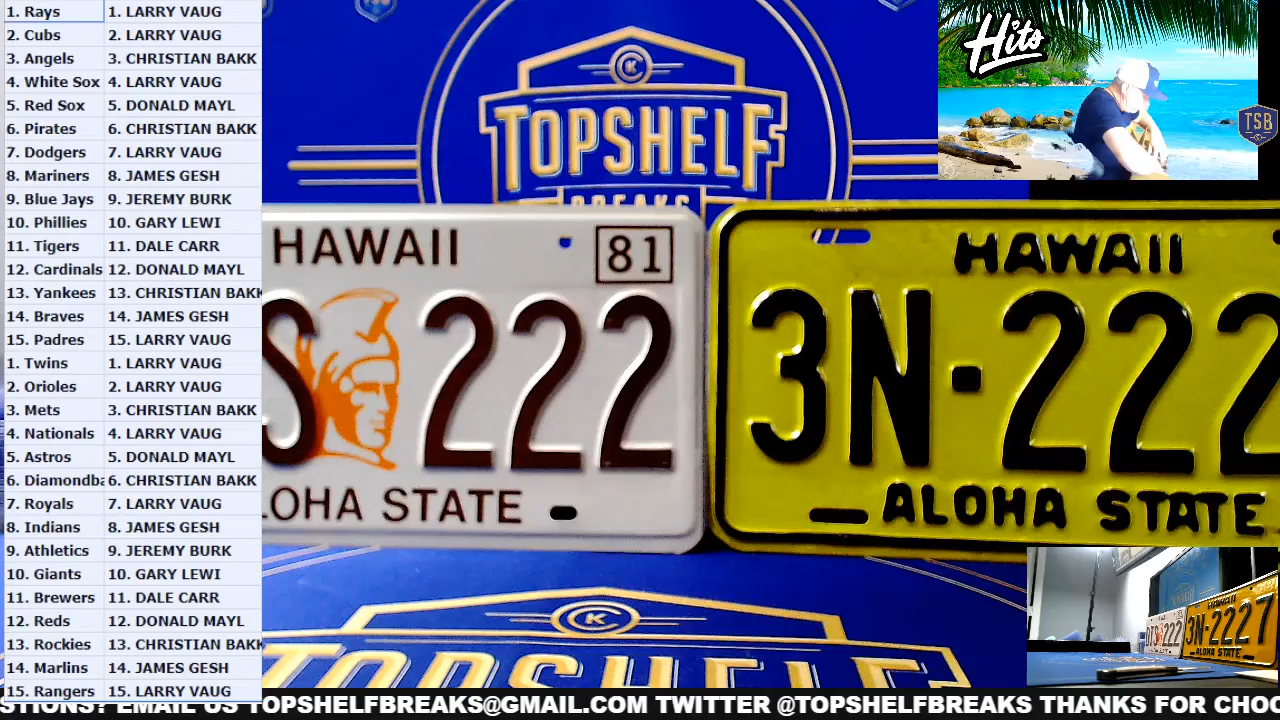 1. Rays 1. LARRY VAUG
2. Cubs 2. LARRY VAUG
3. Angels 3. CHRISTIAN BAKK
4. White Sox 4. LARRY VAUG
5. Red Sox 5. DONALD MAYL
6. Pirates 6. CHRISTIAN BAKK
7. Dodgers 7. LARRY VAUG
8. Mariners 8. JAMES GESH
9. Blue Jays 9. JEREMY BURK
10. Phillies 10. GARY LEWI
11. Tigers 11. DALE CARR
12. Cardinals 12. DONALD MAYL
13. Yankees 13. CHRISTIAN BAKK
14. Braves 14. JAMES GESH
15. Padres 15. LARRY VAUG
1. Twins 1. LARRY VAUG
2. Orioles 2. LARRY VAUG
3. Mets 3. CHRISTIAN BAKK
4. Nationals 4. LARRY VAUG
5. Astros 5. DONALD MAYL
6. Diamondba 6. CHRISTIAN BAKK
7. Royals 7. LARRY VAUG
8. Indians 8. JAMES GESH
9. Athletics 9. JEREMY BURK
10. Giants 10. GARY LEWI
11. Brewers 11. DALE CARR
12. Reds 12. DONALD MAYL
13. Rockies 13. CHRISTIAN BAKK
14. Marlins 14. JAMES GESH
15. Rangers 15. LARRY VAUG
CK
TOPSHELF
BREAKS
Hits
TSB
HAWAII 81
S 222
LOHA STATE
HAWAII
3N-222
ALOHA STATE
CK
TOPSHELF
HAWAII
222
3N-2227
ALOHA STATE
STIONS? EMAIL US TOPSHELFBREAKS@GMAIL.COM TWITTER @TOPSHELFBREAKS THANKS FOR CHOO